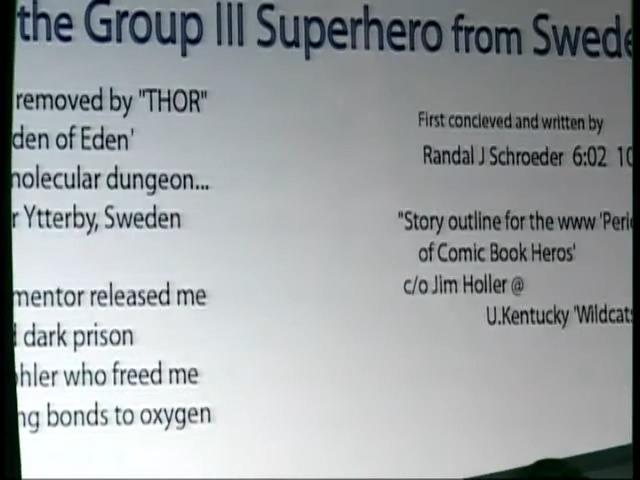 the Group III Superhero from Swede
removed by "THOR"
den of Eden'
molecular dungeon...
r Ytterby, Sweden
mentor released me
dark prison
hler who freed me
ng bonds to oxygen
First concieved and written by
Randal J Schroeder 6:02 10
"Story outline for the www 'Peri
of Comic Book Heros'
c/o Jim Holler @
U.Kentucky 'Wildcats